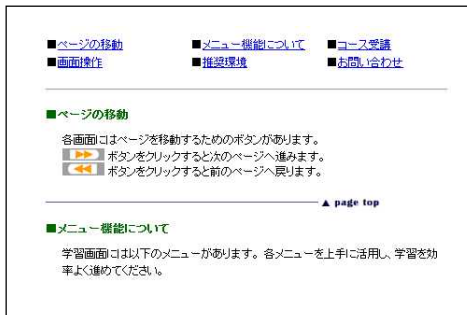 ■ページの移動 ■メニュー機能について ■コース受講
■画面操作 ■推奨環境 ■お問い合わせ
■ページの移動
各画面にはページを移動するためのボタンがあります。
ボタンをクリックすると次のページへ進みます。
ボタンをクリックすると前のページへ戻ります。
▲ page top
■メニュー機能について
学習画面には以下のメニューがあります。各メニューを上手に活用し、学習を効
率よく進めてください。